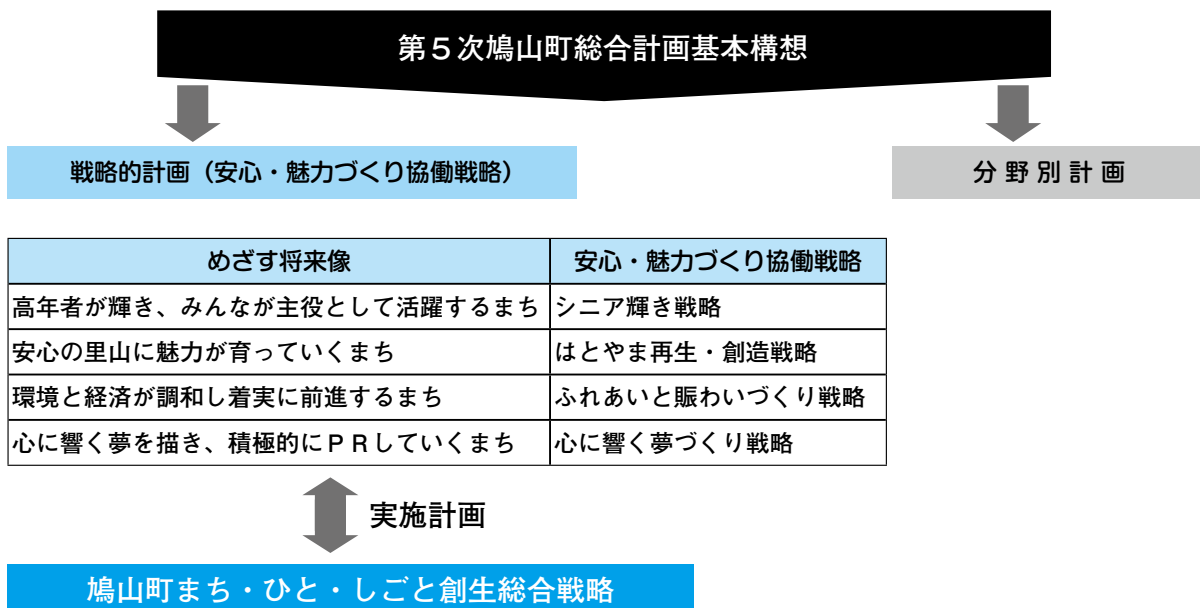 第５次鳩山町総合計画基本構想
戦略的計画（安心・魅力づくり協働戦略）
分野別計画
めざす将来像 安心・魅力づくり協働戦略
高年者が輝き、みんなが主役として活躍するまち シニア輝き戦略
安心の里山に魅力が育っていくまち はとやま再生・創造戦略
環境と経済が調和し着実に前進するまち ふれあいと賑わいづくり戦略
心に響く夢を描き、積極的にＰＲしていくまち 心に響く夢づくり戦略
実施計画
鳩山町まち・ひと・しごと創生総合戦略